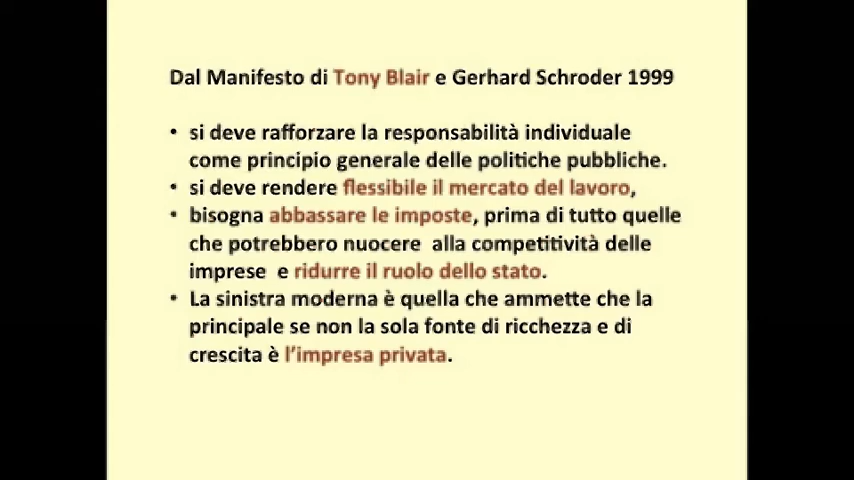 Dal Manifesto di Tony Blair e Gerhard Schroder 1999
• si deve rafforzare la responsabilità individuale
come principio generale delle politiche pubbliche.
• si deve rendere flessibile il mercato del lavoro,
• bisogna abbassare le imposte, prima di tutto quelle
che potrebbero nuocere alla competitività delle
imprese e ridurre il ruolo dello stato.
• La sinistra moderna è quella che ammette che la
principale se non la sola fonte di ricchezza e di
crescita è l'impresa privata.